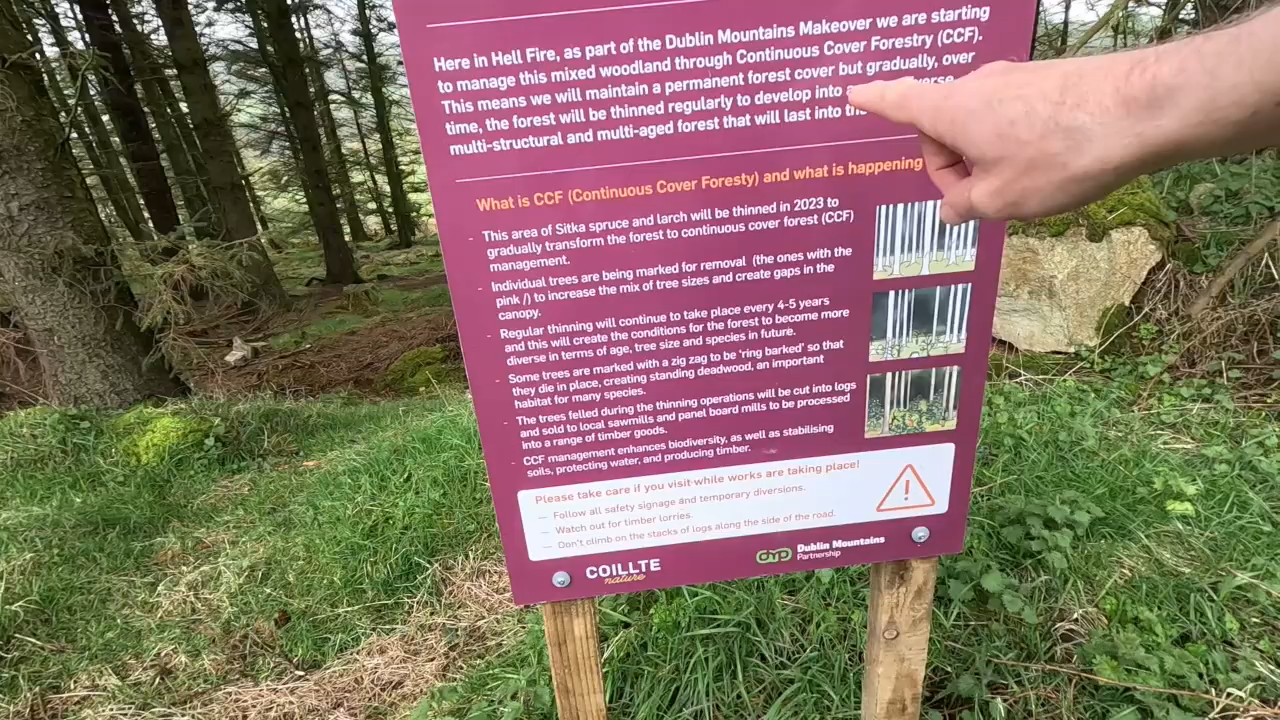 Here in Hell Fire, as part of the Dublin Mountains Makeover we are starting
to manage this mixed woodland through Continuous Cover Forestry (CCF).
This means we will maintain a permanent forest cover but gradually, over
time, the forest will be thinned regularly to develop into
multi-structural and multi-aged forest that will last into
What is CCF (Continuous Cover Foresty) and what is happening
- This area of Sitka spruce and larch will be thinned in 2023 to
gradually transform the forest to continuous cover forest (CCF)
management.
- Individual trees are being marked for removal (the ones with the
pink /) to increase the mix of tree sizes and create gaps in the
canopy.
- Regular thinning will continue to take place every 4-5 years
and this will create the conditions for the forest to become more
diverse in terms of age, tree size and species in future.
- Some trees are marked with a zig zag to be 'ring barked' so that
they die in place, creating standing deadwood, an important
habitat for many species.
- The trees felled during the thinning operations will be cut into logs
and sold to local sawmills and panel board mills to be processed
into a range of timber goods.
- CCF management enhances biodiversity, as well as stabilising
soils, protecting water, and producing timber.
Please take care if you visit while works are taking place!
— Follow all safety signage and temporary diversions.
— Watch out for timber lorries.
— Don't climb on the stacks of logs along the side of the road.
COILLTE
nature
dmp
Dublin Mountains
Partnership